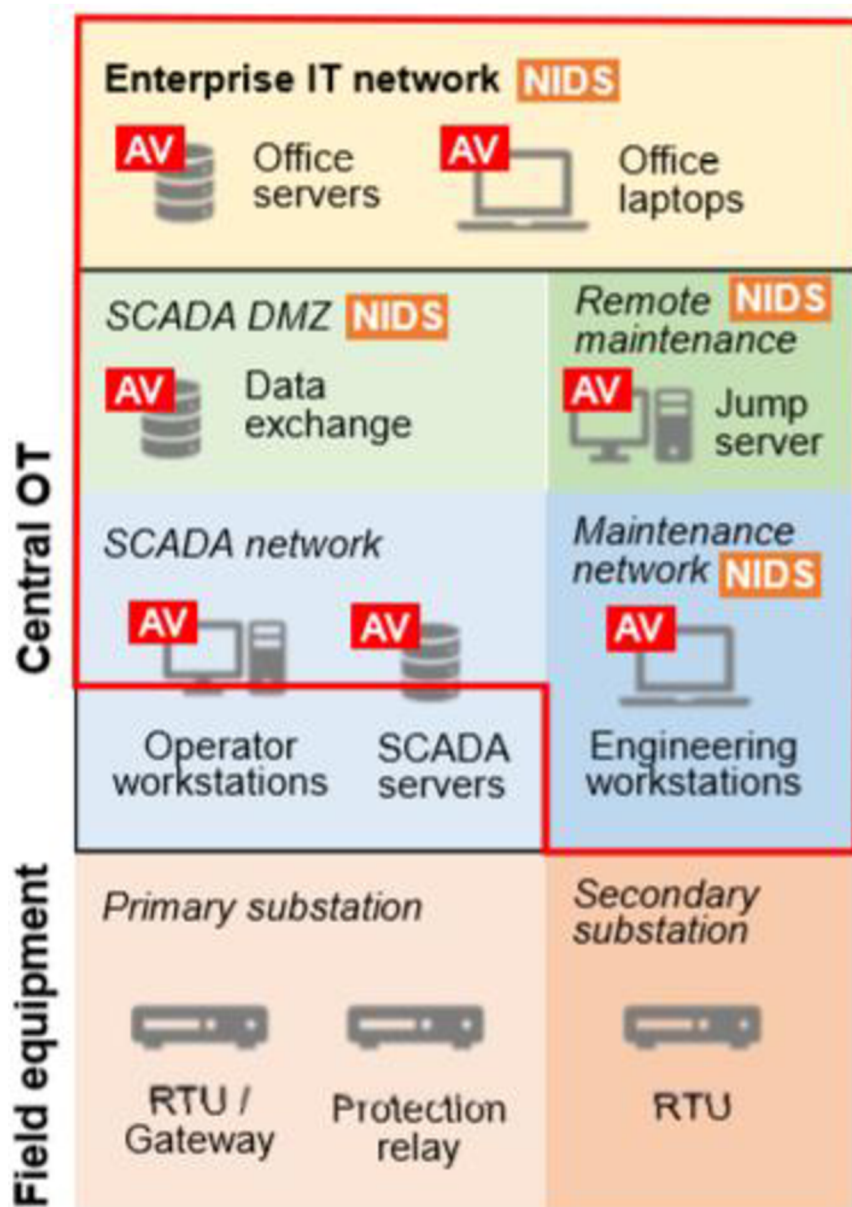 Enterprise IT network NIDS
AV
Office
servers
AV
Office
laptops
Central OT
SCADA DMZ NIDS
AV
Data
exchange
Remote NIDS
maintenance
AV
Jump
server
SCADA network
AV
AV
Operator
workstations
SCADA
servers
Maintenance
network NIDS
AV
Engineering
workstations
Field equipment
Primary substation
RTU /
Gateway
Protection
relay
Secondary
substation
RTU